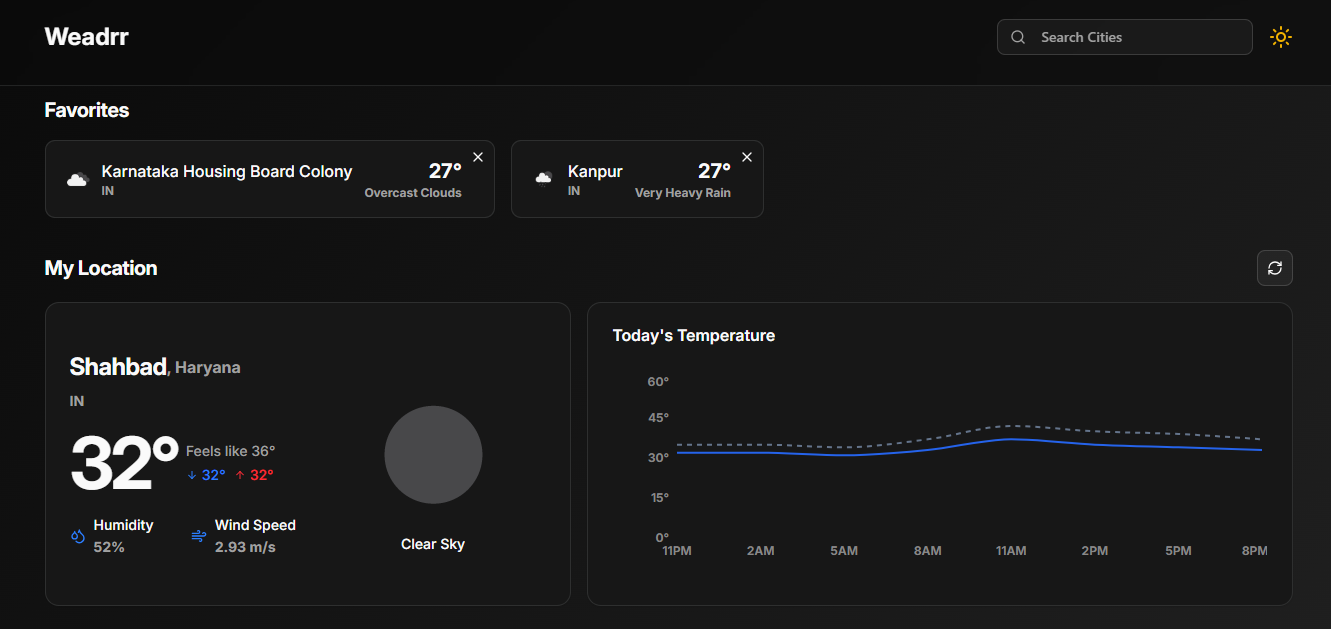 Weadrr
Search Cities
Favorites
Karnataka Housing Board Colony
IN
27°
Overcast Clouds
Kanpur
IN
27°
Very Heavy Rain
My Location
Shahbad, Haryana
IN
32°
Feels like 36°
↓ 32° ↑ 32°
Humidity
52%
Wind Speed
2.93 m/s
Clear Sky
Today's Temperature
60°
45°
30°
15°
0°
11PM 2AM 5AM 8AM 11AM 2PM 5PM 8PM